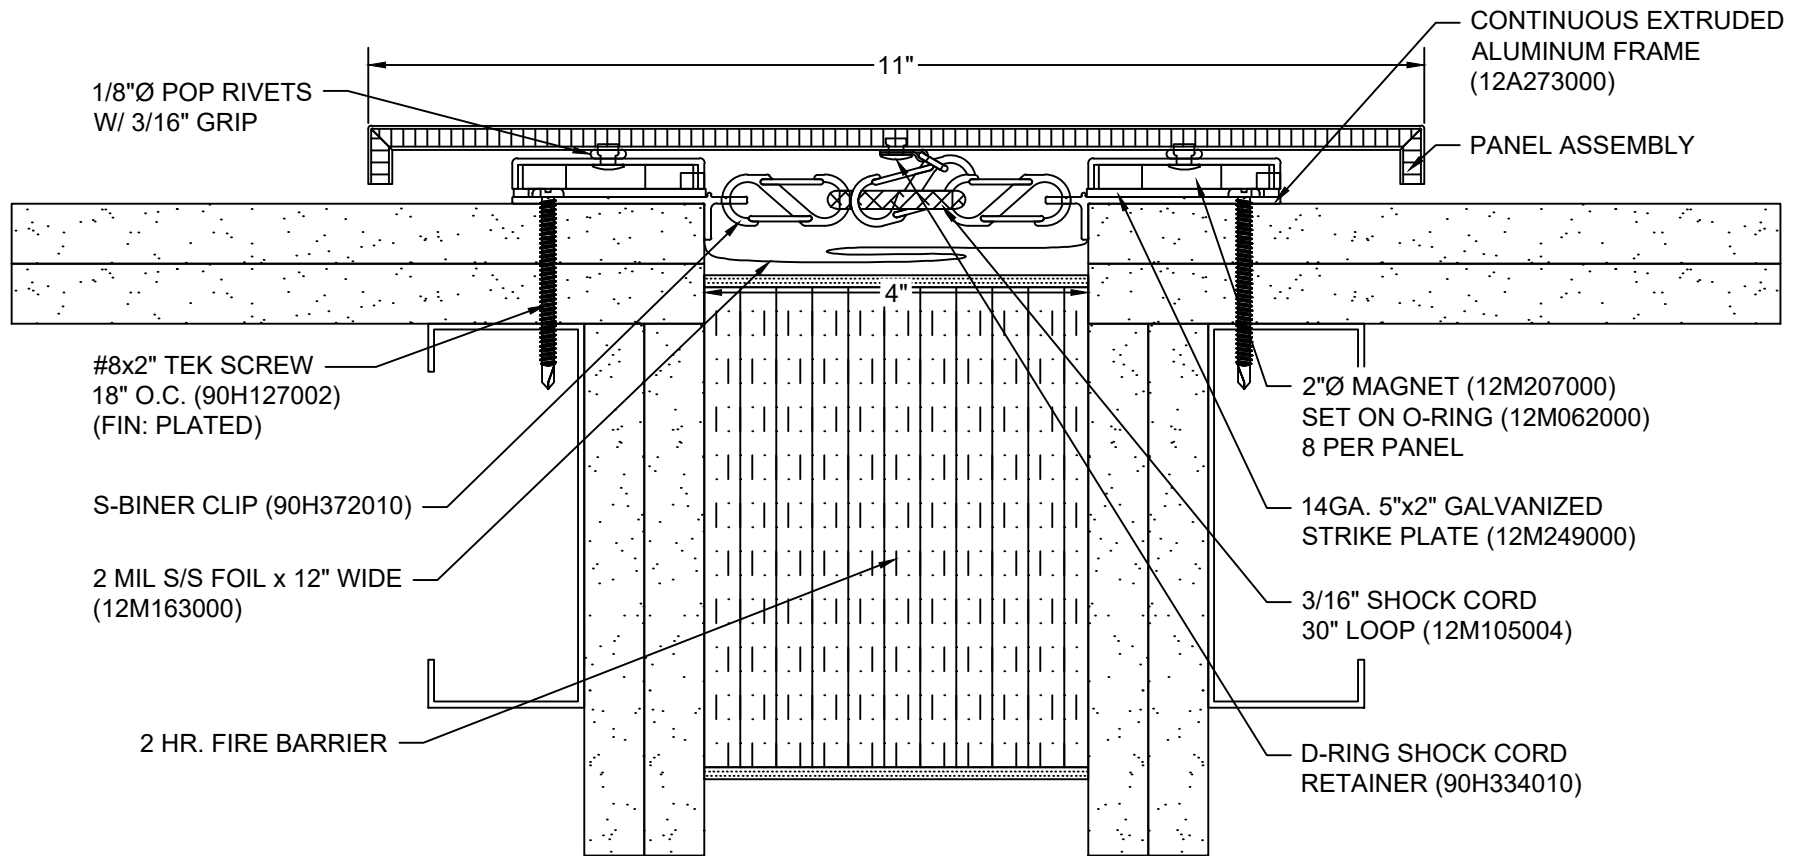 CONTINUOUS EXTRUDED
ALUMINUM FRAME
(12A273000)
11"
1/8"Ø POP RIVETS
W/ 3/16" GRIP
PANEL ASSEMBLY
4"
#8x2" TEK SCREW
18" O.C. (90H127002)
(FIN: PLATED)
2"Ø MAGNET (12M207000)
SET ON O-RING (12M062000)
8 PER PANEL
S-BINER CLIP (90H372010)
14GA. 5"x2" GALVANIZED
STRIKE PLATE (12M249000)
2 MIL S/S FOIL x 12" WIDE
(12M163000)
3/16" SHOCK CORD
30" LOOP (12M105004)
2 HR. FIRE BARRIER
D-RING SHOCK CORD
RETAINER (90H334010)